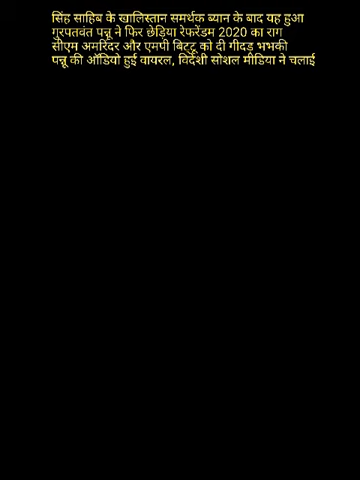 सिंह साहिब के खालिस्तान समर्थक ब्यान के बाद यह हुआ
गुरपतवंत पन्नू ने फिर छेड़िया रेफरेंडम 2020 का राग
सीएम अमरिंदर और एमपी बिट्टू को दी गीदड़ भभकी
पन्नू की ऑडियो हुई वायरल, विदेशी सोशल मीडिया ने चलाई